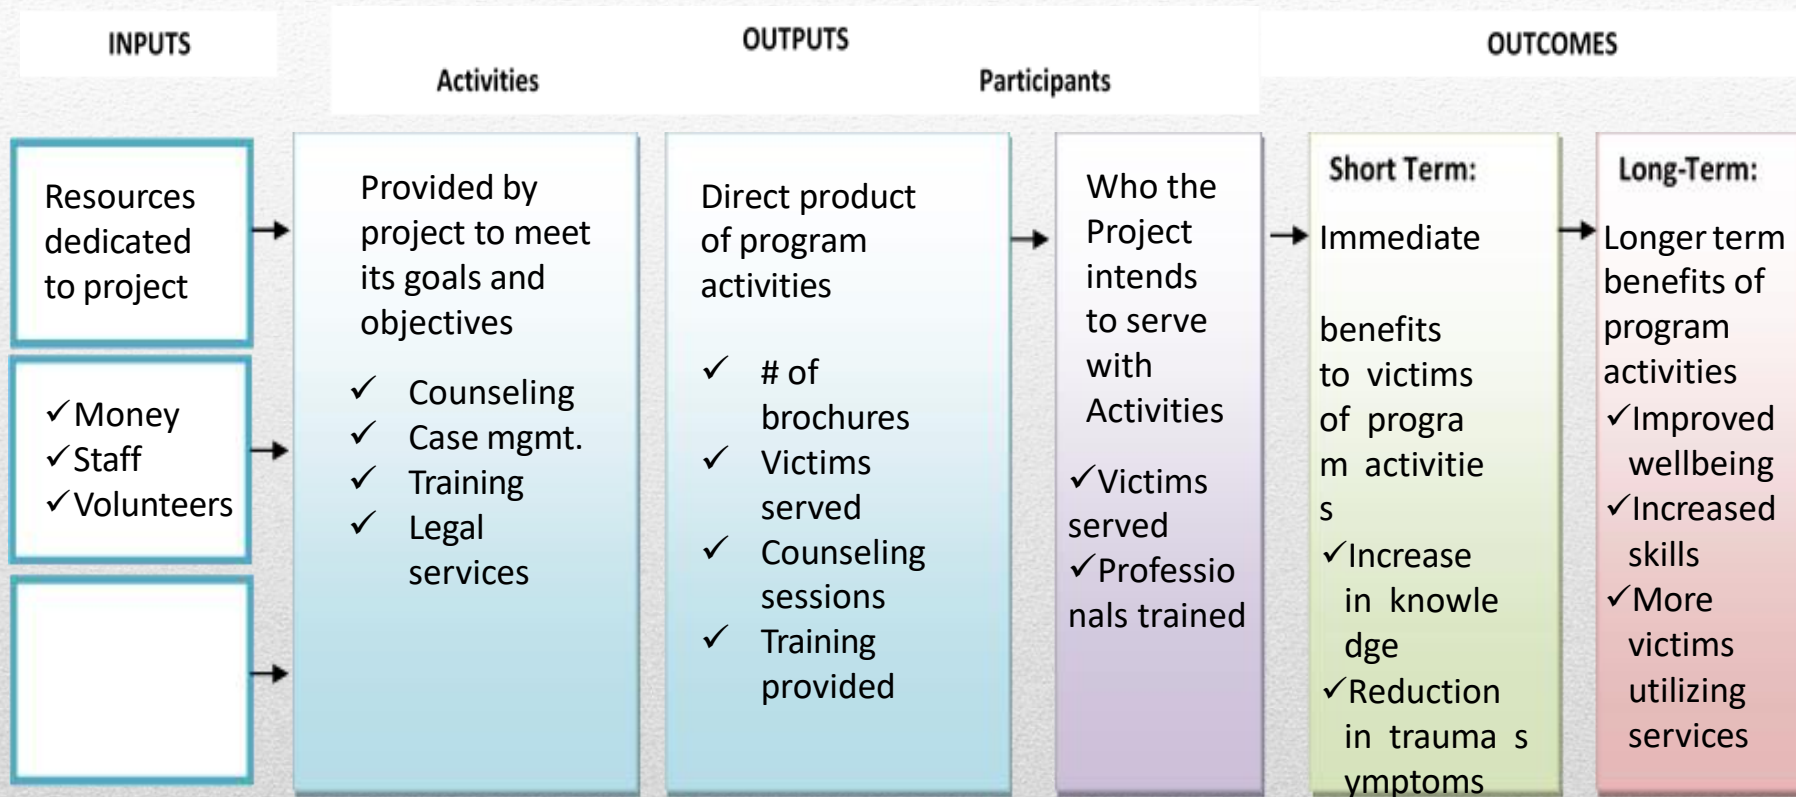 INPUTS
OUTPUTS
OUTCOMES
Activities
Participants
Resources
dedicated
to project
✓Money
✓Staff
✓Volunteers
Provided by
project to meet
its goals and
objectives
✓ Counseling
✓ Case mgmt.
✓ Training
✓ Legal
services
Direct product
of program
activities
✓ # of
brochures
✓ Victims
served
✓ Counseling
sessions
✓ Training
provided
Who the
Project
intends
to serve
with
Activities
✓Victims
served
✓Professio
nals trained
Short Term:
Immediate
benefits
to victims
of progra
m activitie
s
✓Increase
in knowle
dge
✓Reduction
in trauma s
ymptoms
Long-Term:
Longer term
benefits of
program
activities
✓Improved
wellbeing
✓Increased
skills
✓More
victims
utilizing
services